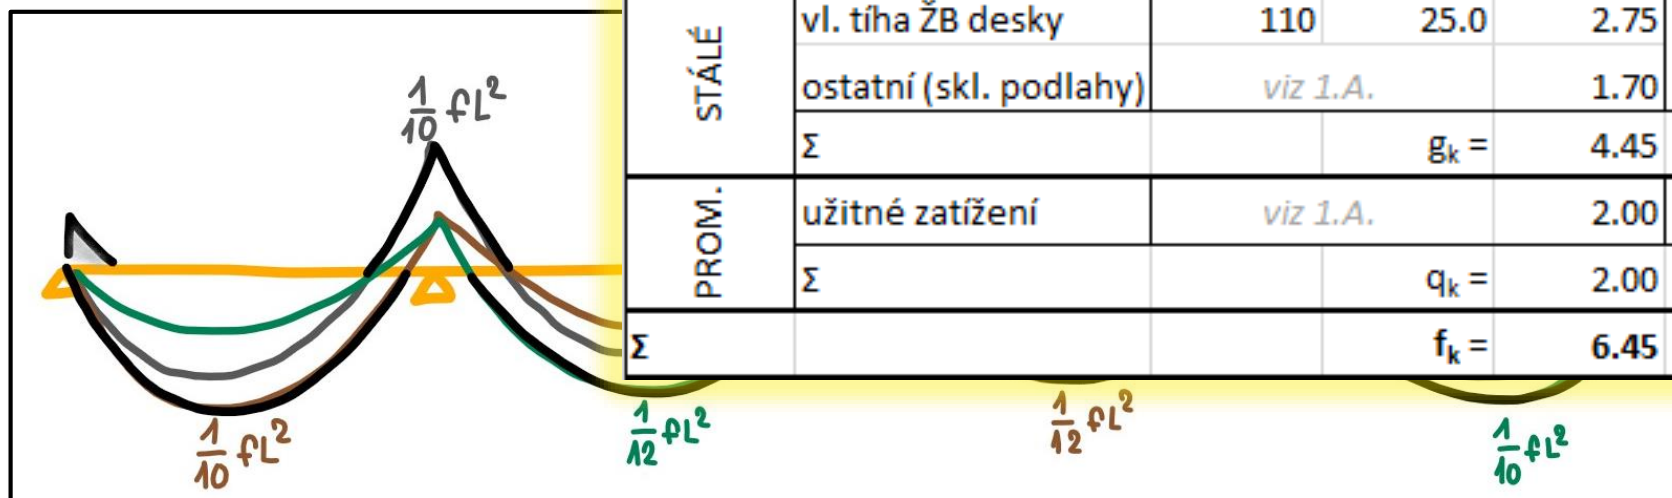 STÁLÉ
vl. tíha ŽB desky 110 25.0 2.75
ostatní (skl. podlahy) viz 1.A. 1.70
Σ gk = 4.45
PROM.
užitné zatížení viz 1.A. 2.00
Σ qk = 2.00
Σ fk = 6.45
1/10 fL²
1/10 fL²
1/12 fL²
1/12 fL²
1/10 fL²